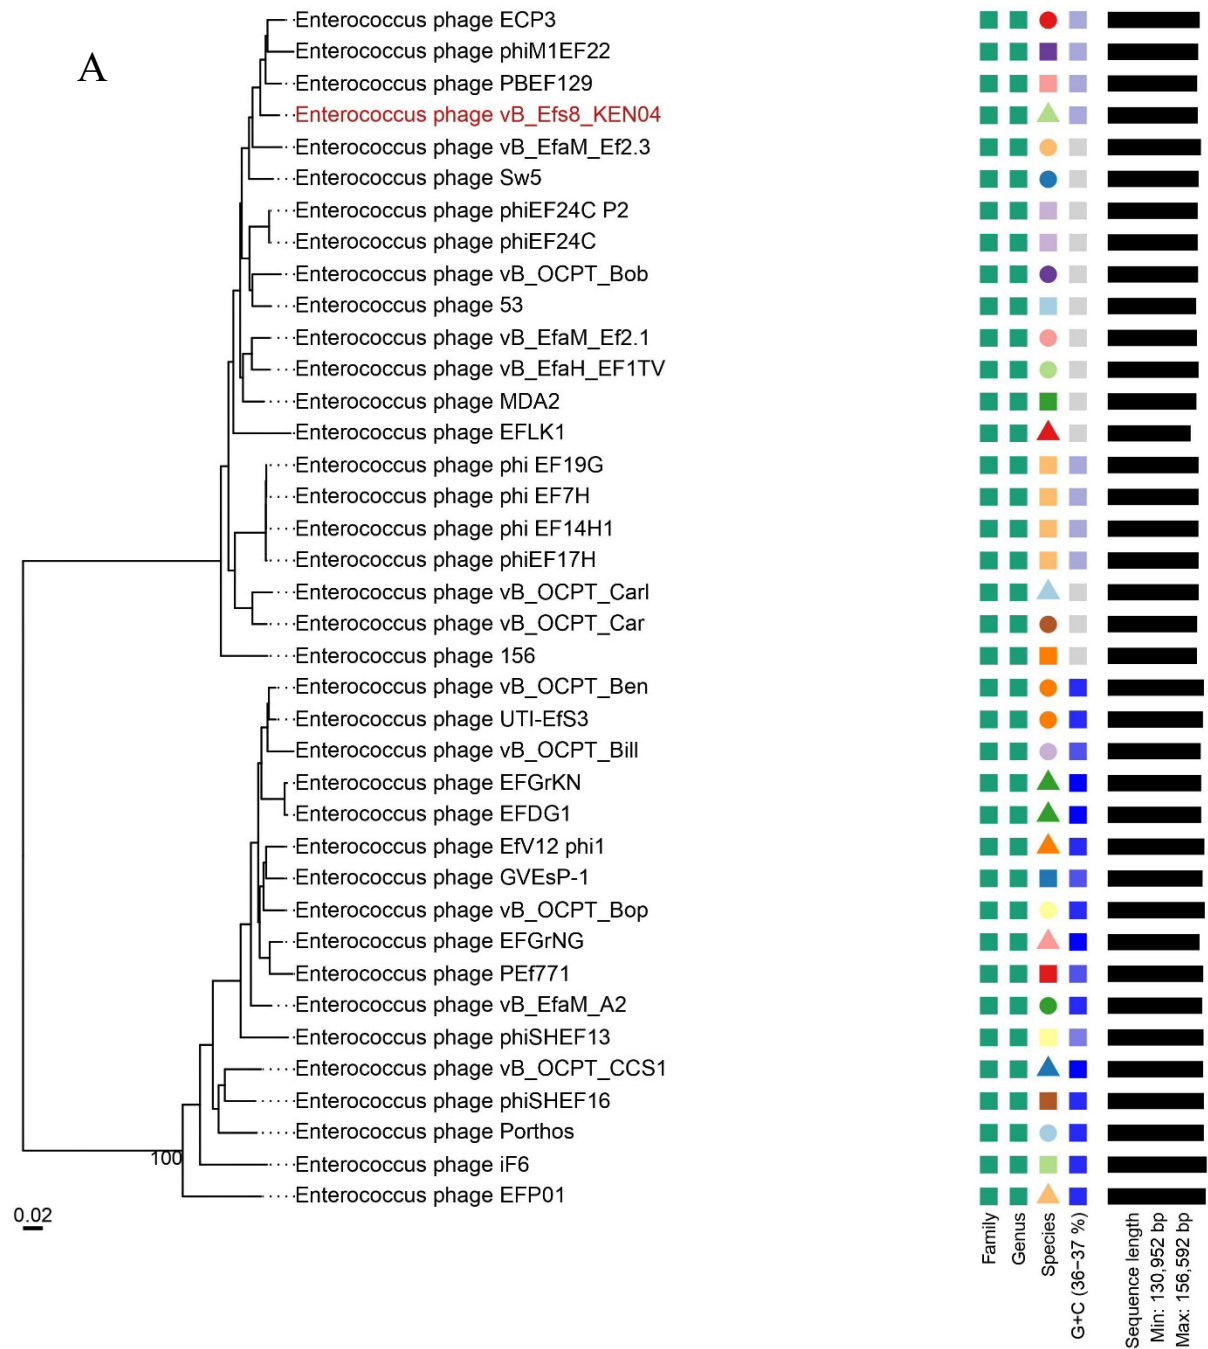 Enterococcus phage ECP3
A
Enterococcus phage phiM1EF22
Enterococcus phage PBEF129
Enterococcus phage vB_Efs8_KEN04
Enterococcus phage vB_EfaM_Ef2.3
Enterococcus phage Sw5
Enterococcus phage phiEF24C P2
Enterococcus phage phiEF24C
Enterococcus phage vB_OCPT_Bob
Enterococcus phage 53
Enterococcus phage vB_EfaM_Ef2.1
Enterococcus phage vB_EfaH_EF1TV
Enterococcus phage MDA2
Enterococcus phage EFLK1
Enterococcus phage phi EF19G
Enterococcus phage phi EF7H
Enterococcus phage phi EF14H1
Enterococcus phage phiEF17H
Enterococcus phage vB_OCPT_Carl
Enterococcus phage vB_OCPT_Car
Enterococcus phage 156
Enterococcus phage vB_OCPT_Ben
Enterococcus phage UTI-EfS3
Enterococcus phage vB_OCPT_Bill
Enterococcus phage EFGrKN
Enterococcus phage EFDG1
Enterococcus phage EfV12 phi1
Enterococcus phage GVEsP-1
Enterococcus phage vB_OCPT_Bop
Enterococcus phage EFGrNG
Enterococcus phage PEf771
Enterococcus phage vB_EfaM_A2
Enterococcus phage phiSHEF13
Enterococcus phage vB_OCPT_CCS1
Enterococcus phage phiSHEF16
Enterococcus phage Porthos
100
Enterococcus phage iF6
Enterococcus phage EFP01
0.02
Family
Genus
Species
G+C (36−37 %)
Sequence length
Min: 130,952 bp
Max: 156,592 bp